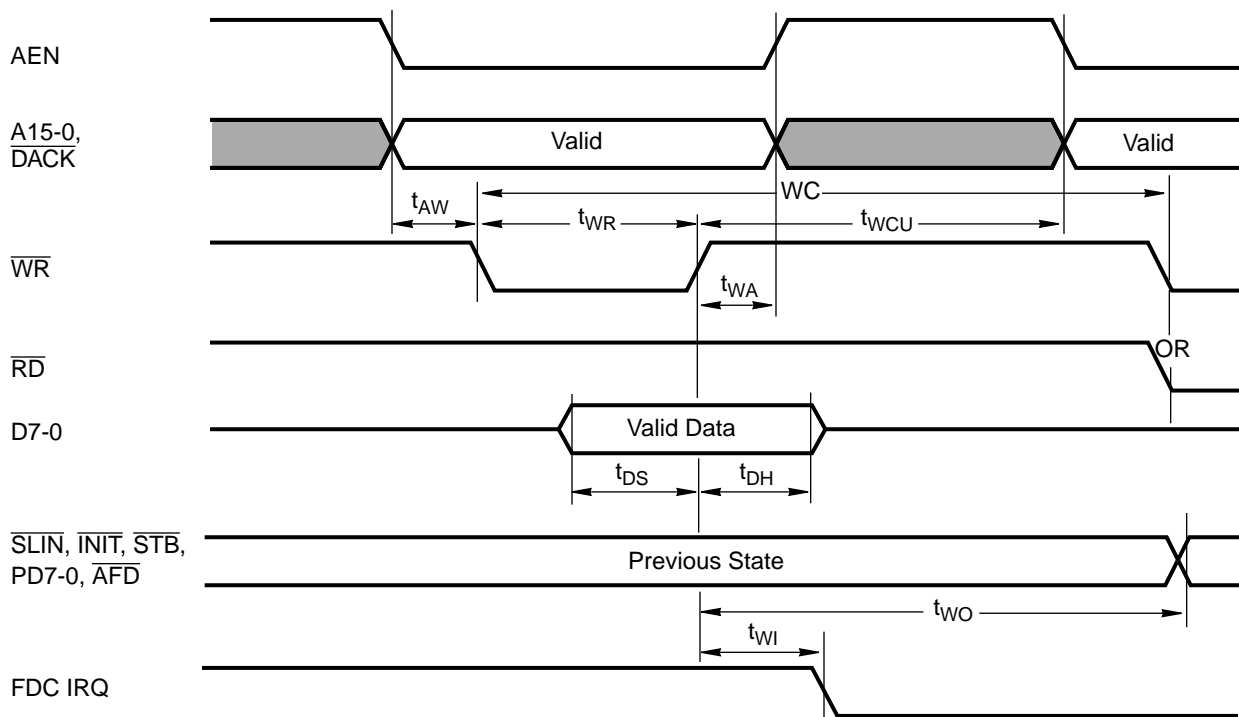 AEN
A15-0,
DACK
Valid
Valid
WC
tAW
tWR
tWCU
WR
tWA
RD
OR
D7-0
Valid Data
tDS
tDH
SLIN, INIT, STB,
PD7-0, AFD
Previous State
tWO
tWI
FDC IRQ